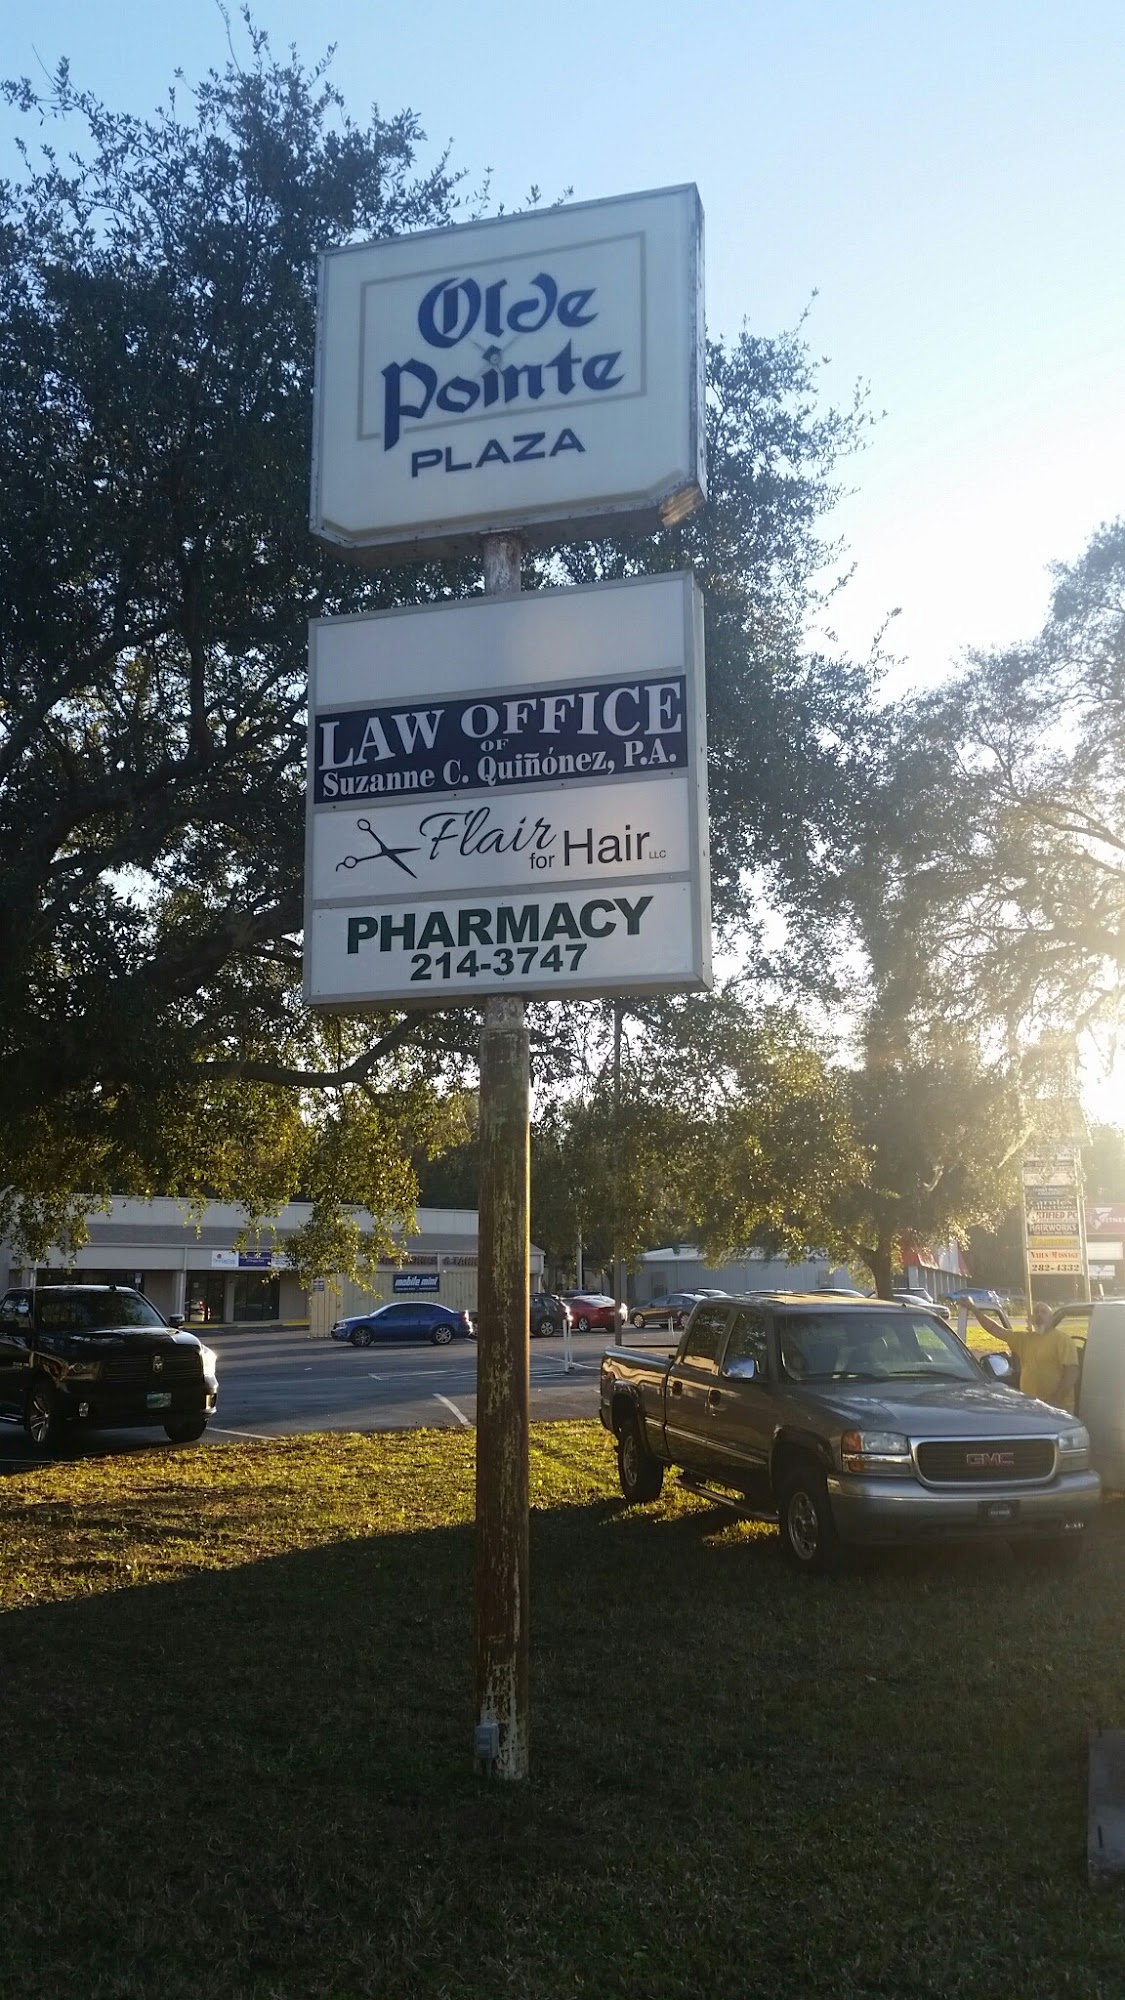 Olde
Pointe
PLAZA
LAW OFFICE
OF
Suzanne C. Quiñónez, P.A.
Flair
for Hair LLC
PHARMACY
214-3747
mobile mini
HAIRWORKS
282-4332
GMC